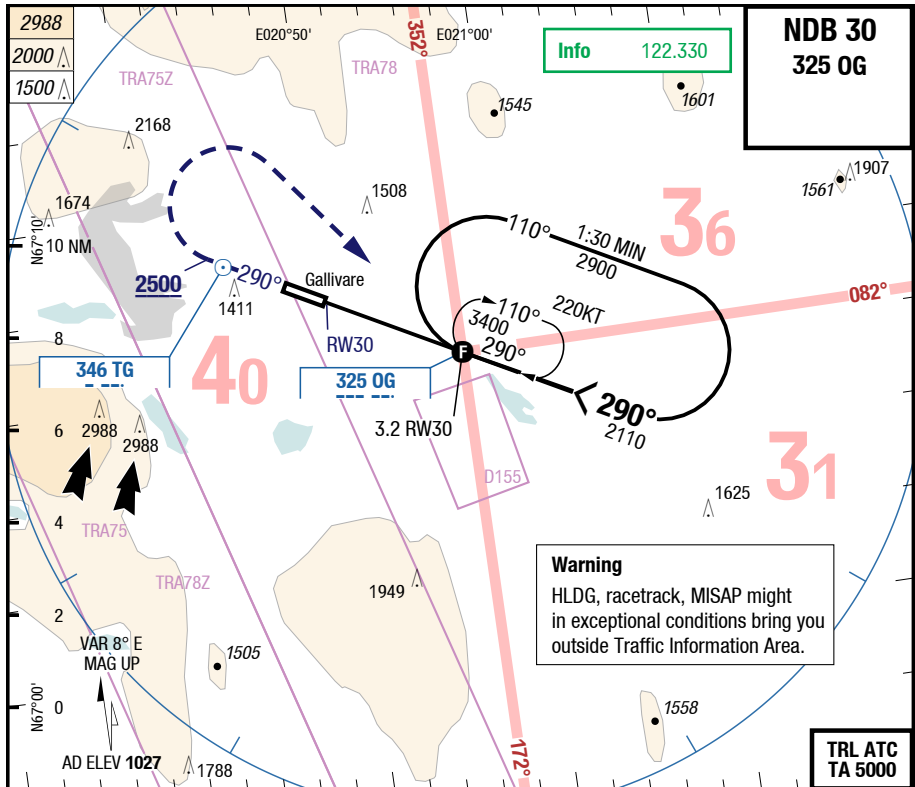 2988
2000
1500
E020°50'
E021°00'
352°
Info 122.330
NDB 30
325 OG
TRA75Z
TRA78
2168
1545
1601
1561
1907
1674
1508
36
N67°10'
10 NM
110°
1:30 MIN
2900
2500
290°
Gallivare
1411
082°
RW30
110°
220KT
3400
290°
8
346 TG
40
325 OG
290°
2110
3.2 RW30
6
2988
2988
D155
31
1625
4
TRA75
TRA78Z
1949
Warning
HLDG, racetrack, MISAP might
in exceptional conditions bring you
outside Traffic Information Area.
2
VAR 8° E
MAG UP
1505
N67°00'
0
1558
172°
AD ELEV 1027
1788
TRL ATC
TA 5000